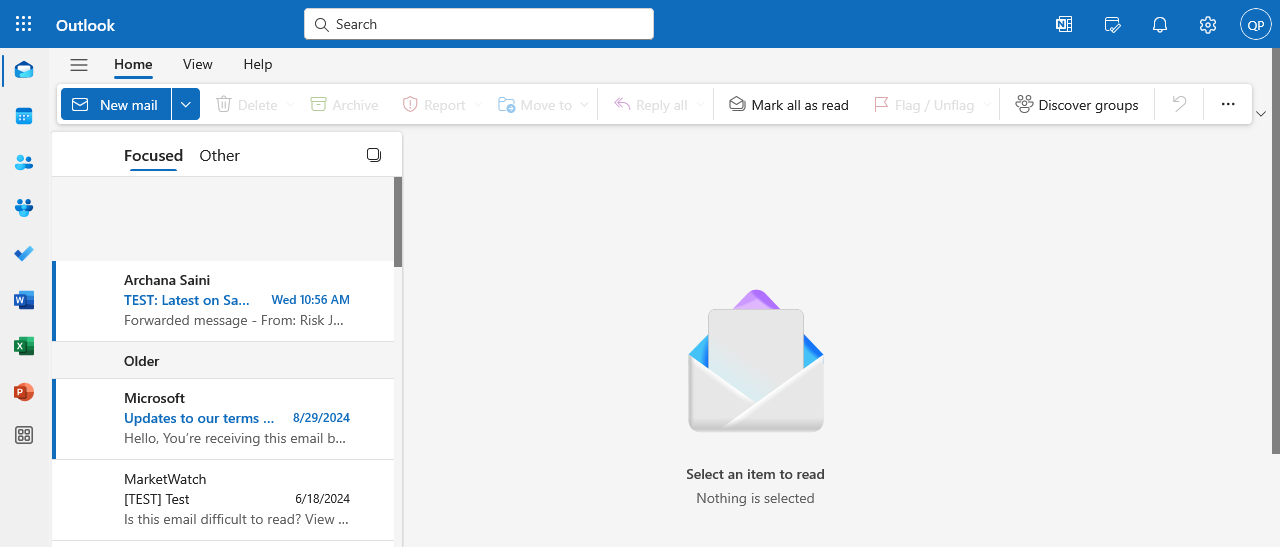 Outlook
Search
QP
Home View Help
New mail Delete Archive Report Move to Reply all Mark all as read Flag / Unflag Discover groups
Focused Other
Archana Saini
TEST: Latest on Sa... Wed 10:56 AM
Forwarded message - From: Risk J...
Older
Microsoft
Updates to our terms ... 8/29/2024
Hello, You're receiving this email b...
MarketWatch
[TEST] Test 6/18/2024
Is this email difficult to read? View ...
Select an item to read
Nothing is selected